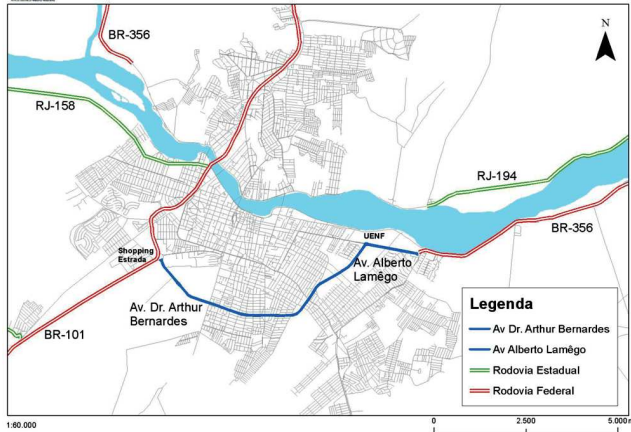 BR-356
N
RJ-158
RJ-194
BR-356
UENF
Shopping
Estrada
Av. Alberto
Lamêgo
Av. Dr. Arthur
Bernardes
BR-101
Legenda
Av Dr. Arthur Bernardes
Av Alberto Lamêgo
Rodovia Estadual
Rodovia Federal
1:60.000
0 2.500 5.000